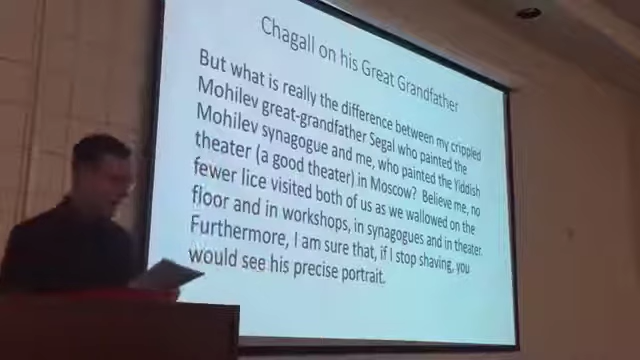 Chagall on his Great Grandfather
But what is really the difference between my crippled
Mohilev great-grandfather Segal who painted the
Mohilev synagogue and me, who painted the Yiddish
theater (a good theater) in Moscow? Believe me, no
fewer lice visited both of us as we wallowed on the
floor and in workshops, in synagogues and in theater.
Furthermore, I am sure that, if I stop shaving, you
would see his precise portrait.